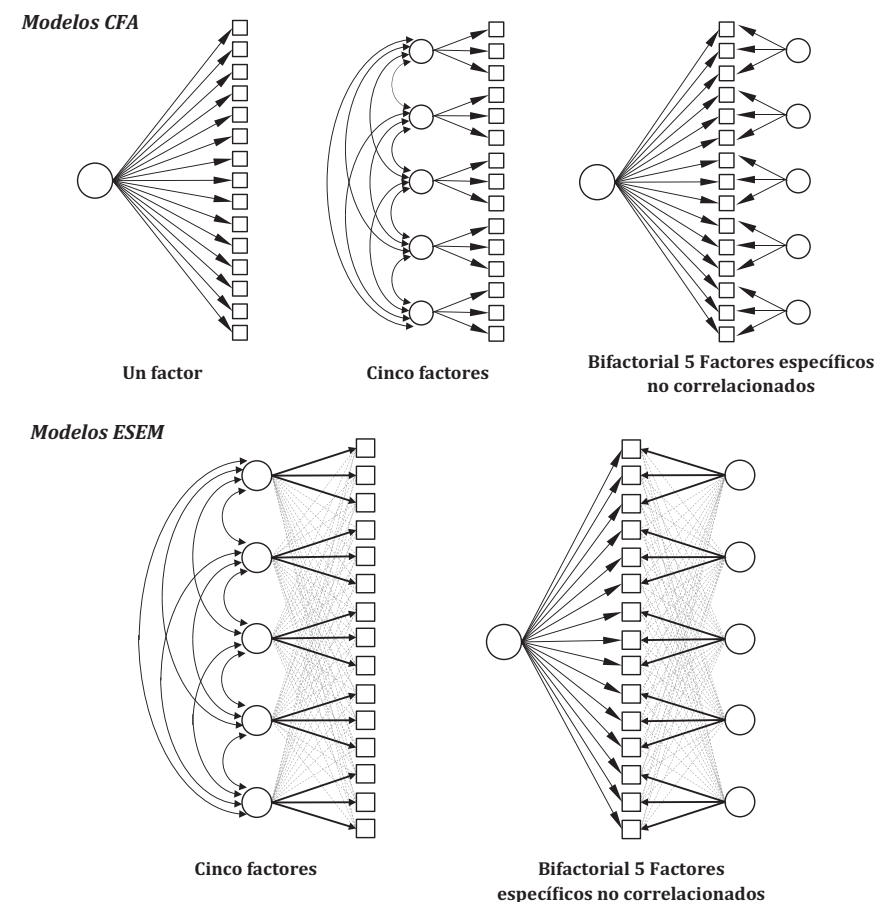 Modelos CFA
Un factor
Cinco factores
Bifactorial 5 Factores específicos
no correlacionados
Modelos ESEM
Cinco factores
Bifactorial 5 Factores
específicos no correlacionados